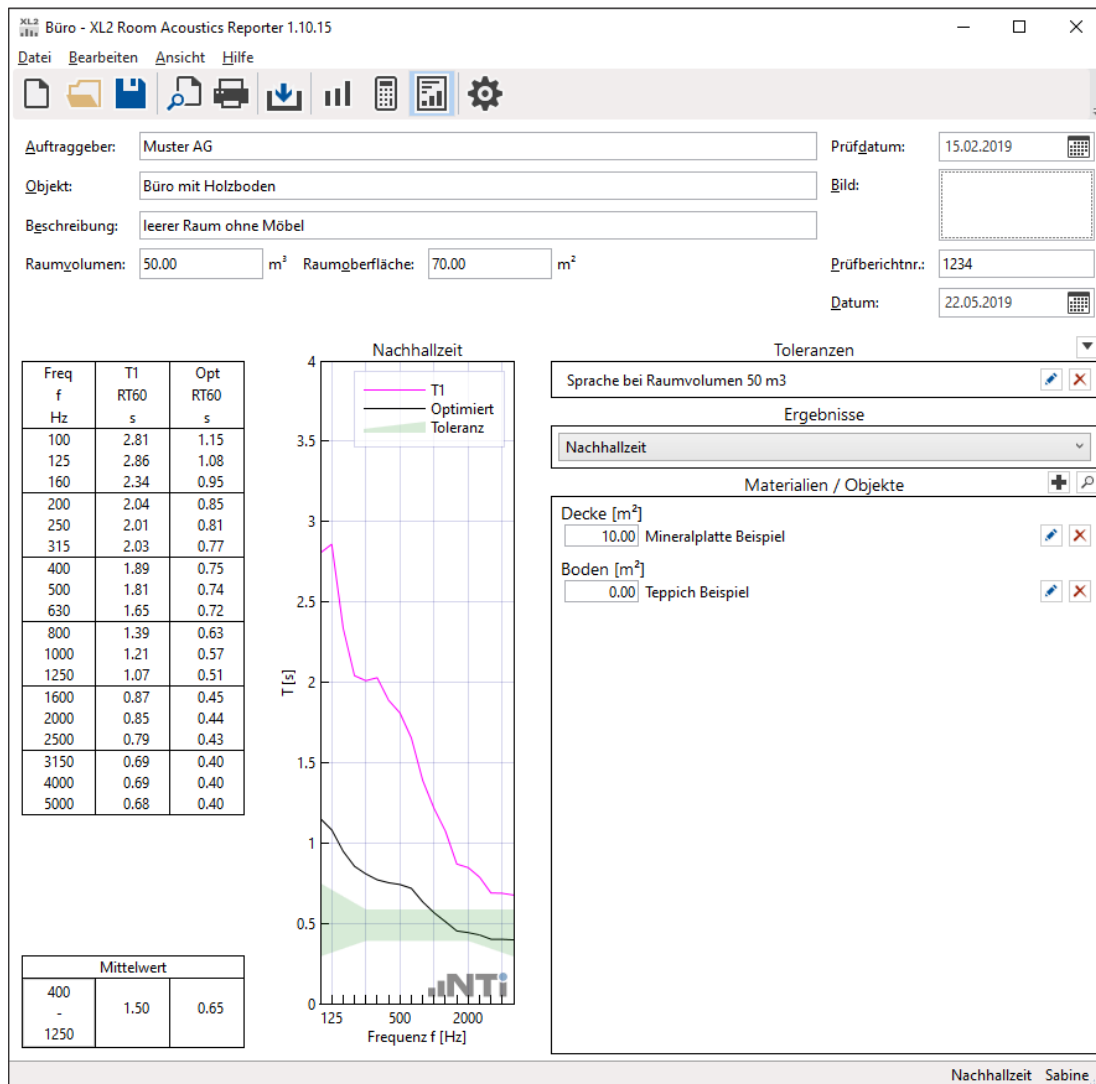 XL2 Büro - XL2 Room Acoustics Reporter 1.10.15
Datei Bearbeiten Ansicht Hilfe
Auftraggeber: Muster AG Prüfdatum: 15.02.2019
Objekt: Büro mit Holzboden Bild:
Beschreibung: leerer Raum ohne Möbel
Raumvolumen: 50.00 m³ Raumoberfläche: 70.00 m² Prüfberichtnr.: 1234
Datum: 22.05.2019
Freq T1 Opt
f RT60 RT60
Hz s s
100 2.81 1.15
125 2.86 1.08
160 2.34 0.95
200 2.04 0.85
250 2.01 0.81
315 2.03 0.77
400 1.89 0.75
500 1.81 0.74
630 1.65 0.72
800 1.39 0.63
1000 1.21 0.57
1250 1.07 0.51
1600 0.87 0.45
2000 0.85 0.44
2500 0.79 0.43
3150 0.69 0.40
4000 0.69 0.40
5000 0.68 0.40
Mittelwert
400
- 1.50 0.65
1250
Nachhallzeit
T1
Optimiert
Toleranz
4
3.5
3
2.5
2
1.5
1
0.5
0
T [s]
125 500 2000
Frequenz f [Hz]
NTi
Toleranzen
Sprache bei Raumvolumen 50 m3
Ergebnisse
Nachhallzeit
Materialien / Objekte
Decke [m²]
10.00 Mineralplatte Beispiel
Boden [m²]
0.00 Teppich Beispiel
Nachhallzeit Sabine